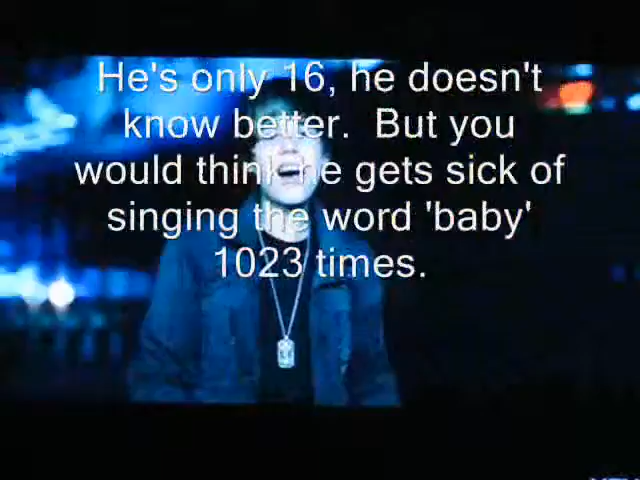 He's only 16, he doesn't
know better.  But you
would think he gets sick of
singing the word 'baby'
1023 times.